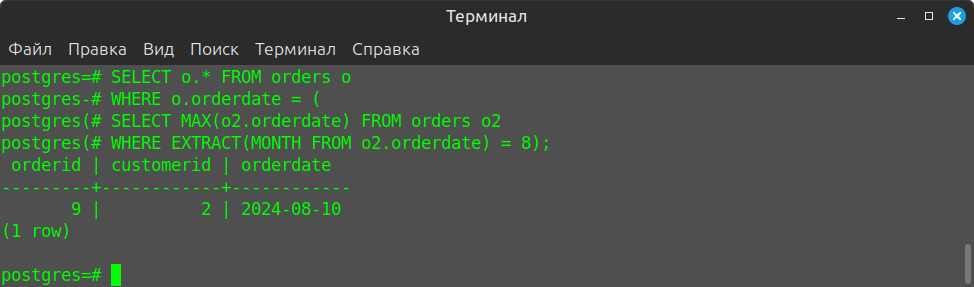 Терминал
Файл Правка Вид Поиск Терминал Справка
postgres=# SELECT o.* FROM orders o
postgres-# WHERE o.orderdate = (
postgres(# SELECT MAX(o2.orderdate) FROM orders o2
postgres(# WHERE EXTRACT(MONTH FROM o2.orderdate) = 8);
 orderid | customerid | orderdate
---------+------------+------------
       9 |          2 | 2024-08-10
(1 row)
postgres=#